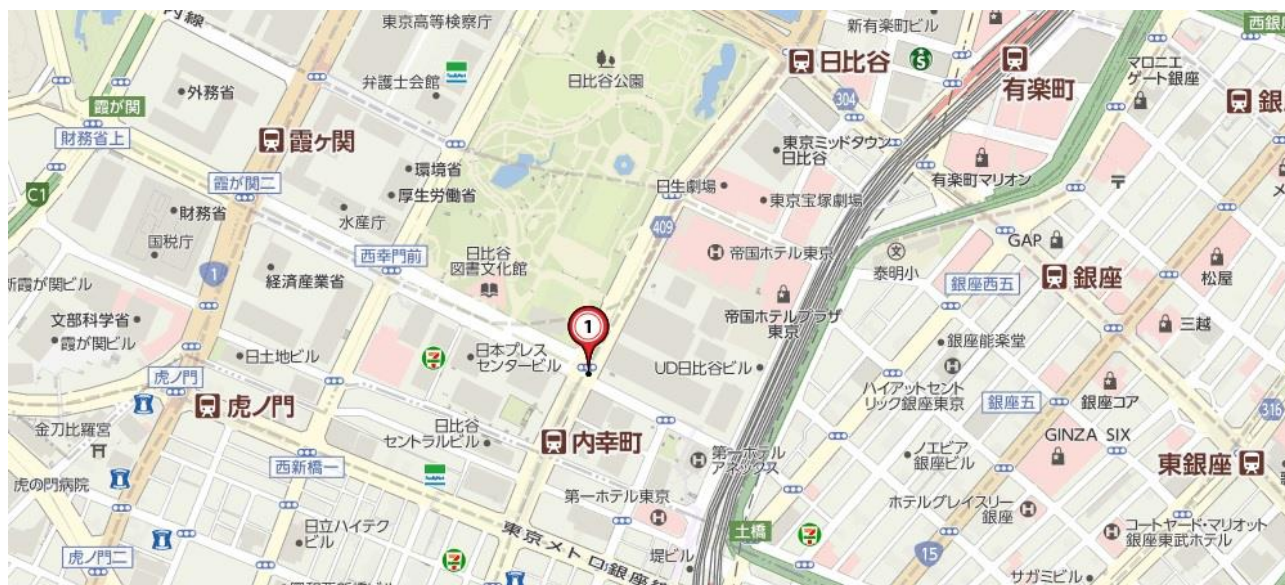 内線
東京高等検察庁
新有楽町ビル
西銀座
日比谷
有楽町
マロニエ
ゲート銀座
弁護士会館
FamilyMart
日比谷公園
外務省
304
銀
霞が関
財務省上
霞ヶ関
東京ミッドタウン
日比谷
環境省
厚生労働省
有楽町マリオン
霞が関二
日生劇場
東京宝塚劇場
C1
財務省
水産庁
409
国税庁
西幸門前
日比谷
図書文化館
帝国ホテル東京
GAP
文
泰明小
松屋
1
経済産業省
銀座西五
銀座
新霞が関ビル
帝国ホテルプラザ
東京
文部科学省
霞が関ビル
1
三越
日土地ビル
日本プレス
センタービル
銀座能楽堂
UD日比谷ビル
虎ノ門
虎ノ門
ハイアットセント
リック銀座東京
銀座五
銀座コア
316
金刀比羅宮
日比谷
セントラルビル
内幸町
GINZA SIX
第一ホテル
アネックス
ノエビア
銀座ビル
東銀座
西新橋一
虎の門病院
FamilyMart
第一ホテル東京
ホテルグレイスリー
銀座
日立ハイテク
ビル
東京メトロ銀座線
土橋
コートヤード・マリオット
銀座東武ホテル
虎ノ門二
堤ビル
15
サガミビル